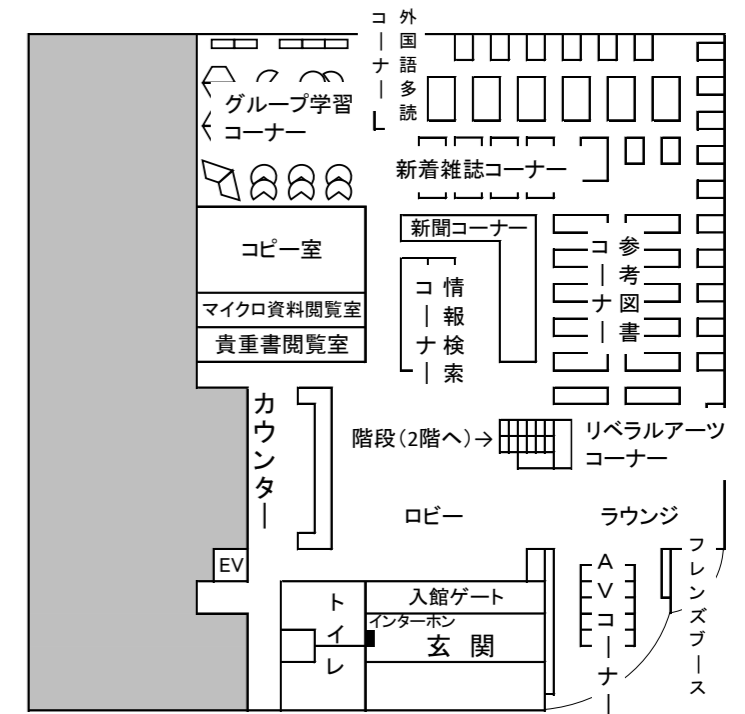 外国語多読
コーナー
グループ学習
コーナー
新着雑誌コーナー
新聞コーナー
コピー室
参考図書
コーナー
情報検索
コーナー
マイクロ資料閲覧室
貴重書閲覧室
カウンター
階段(2階へ)→
リベラルアーツ
コーナー
ロビー
ラウンジ
EV
トイレ
入館ゲート
インターホン
玄関
AVコーナー
フレンズブース